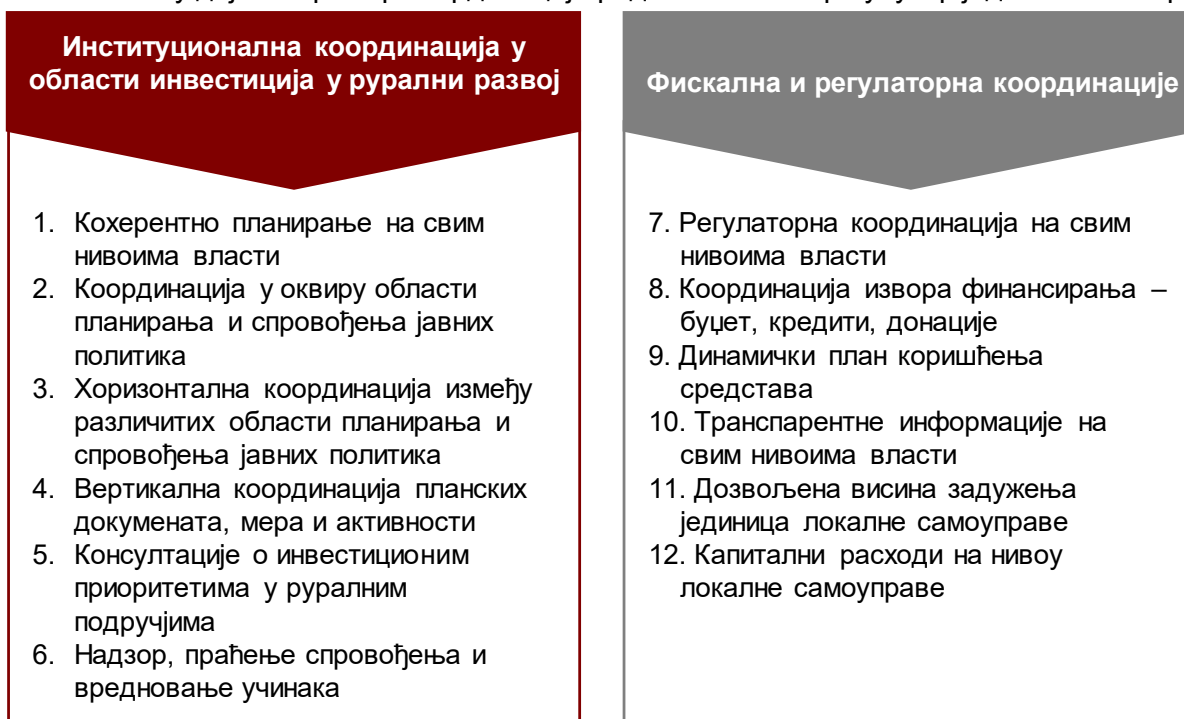 Институционална координација у
области инвестиција у рурални развој
1. Кохерентно планирање на свим
нивоима власти
2. Координација у оквиру области
планирања и спровођења јавних
политика
3. Хоризонтална координација између
различитих области планирања и
спровођења јавних политика
4. Вертикална координација планских
докумената, мера и активности
5. Консултације о инвестиционим
приоритетима у руралним
подручјима
6. Надзор, праћење спровођења и
вредновање учинака
Фискална и регулаторна координације
7. Регулаторна координација на свим
нивоима власти
8. Координација извора финансирања –
буџет, кредити, донације
9. Динамички план коришћења
средстава
10. Транспарентне информације на
свим нивоима власти
11. Дозвољена висина задужења
јединица локалне самоуправе
12. Капитални расходи на нивоу
локалне самоуправе